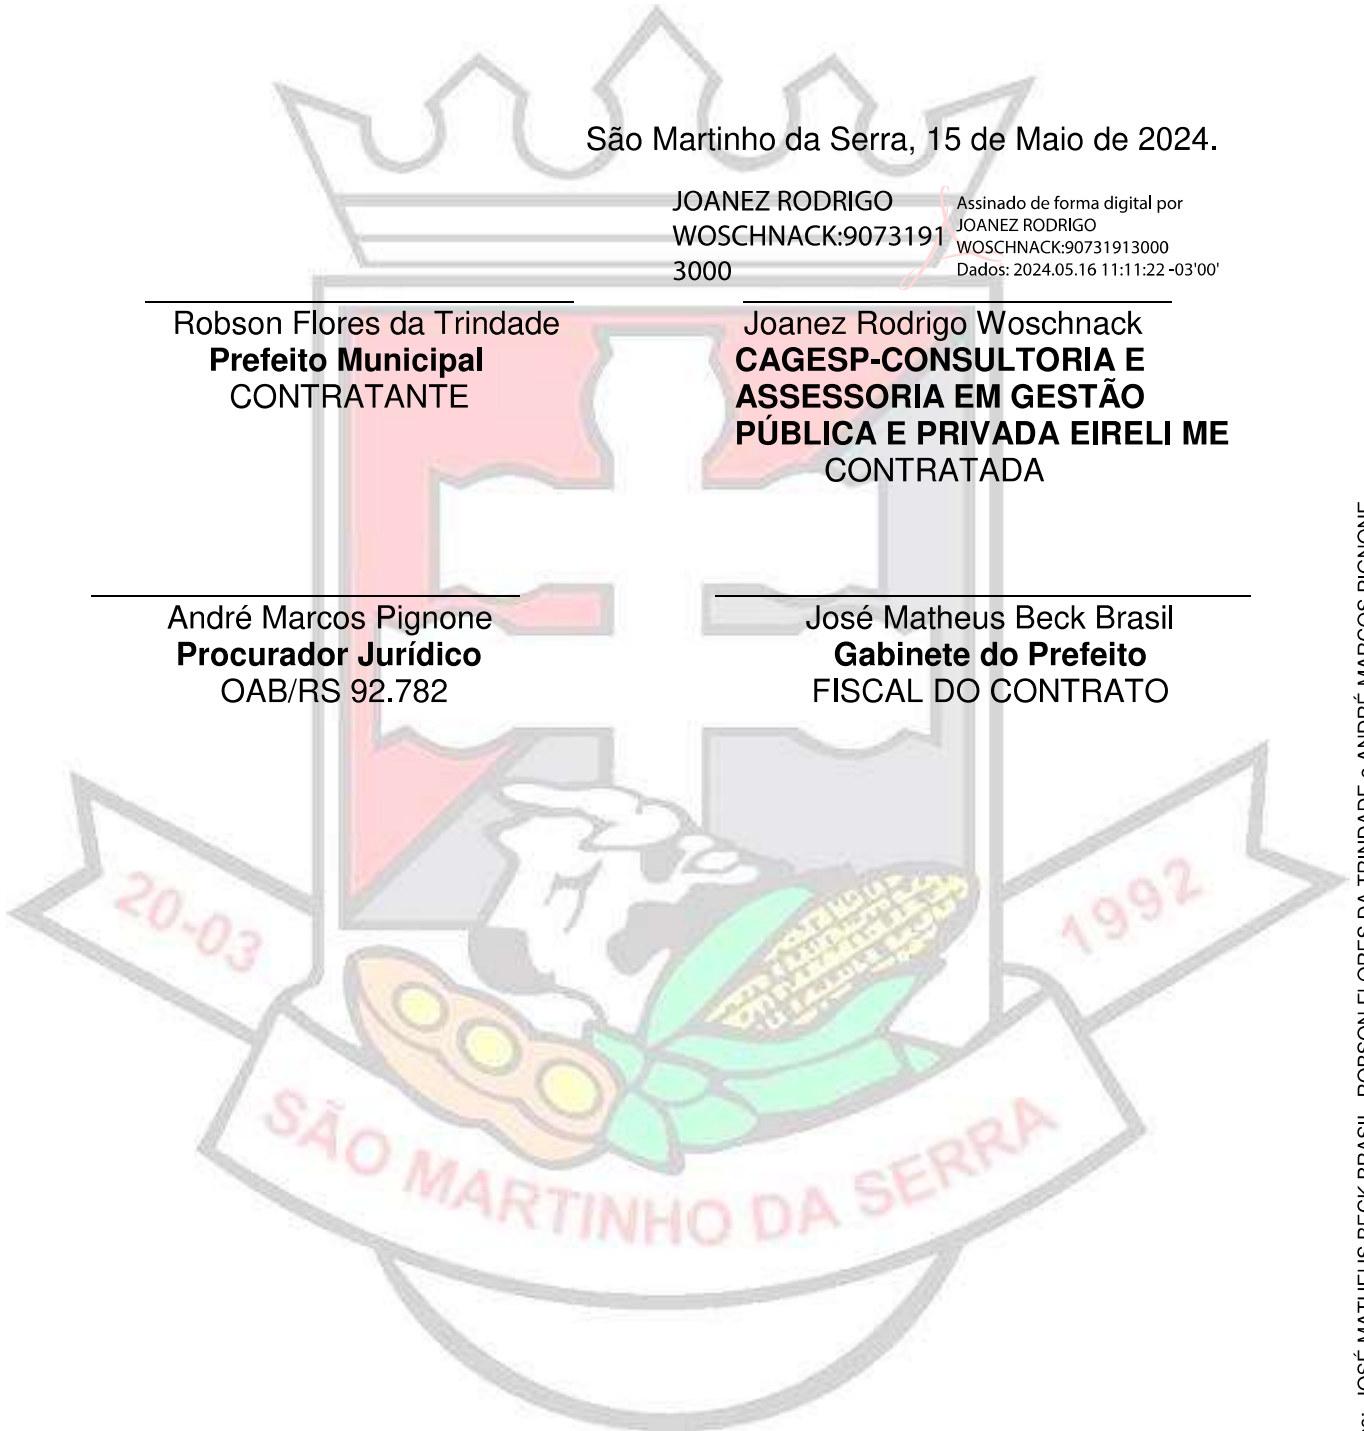 São Martinho da Serra, 15 de Maio de 2024.
JOANEZ RODRIGO
WOSCHNACK:9073191
3000
Assinado de forma digital por
JOANEZ RODRIGO
WOSCHNACK:90731913000
Dados: 2024.05.16 11:11:22 -03'00'
Robson Flores da Trindade
Prefeito Municipal
CONTRATANTE
Joanez Rodrigo Woschnack
CAGESP-CONSULTORIA E
ASSESSORIA EM GESTÃO
PÚBLICA E PRIVADA EIRELI ME
CONTRATADA
André Marcos Pignone
Procurador Jurídico
OAB/RS 92.782
José Matheus Beck Brasil
Gabinete do Prefeito
FISCAL DO CONTRATO
20-03
1992
SÃO MARTINHO DA SERRA
JOSÉ MATHEUS BECK BRASIL, ROBSON FLORES DA TRINDADE e ANDRÉ MARCOS PIGNONE